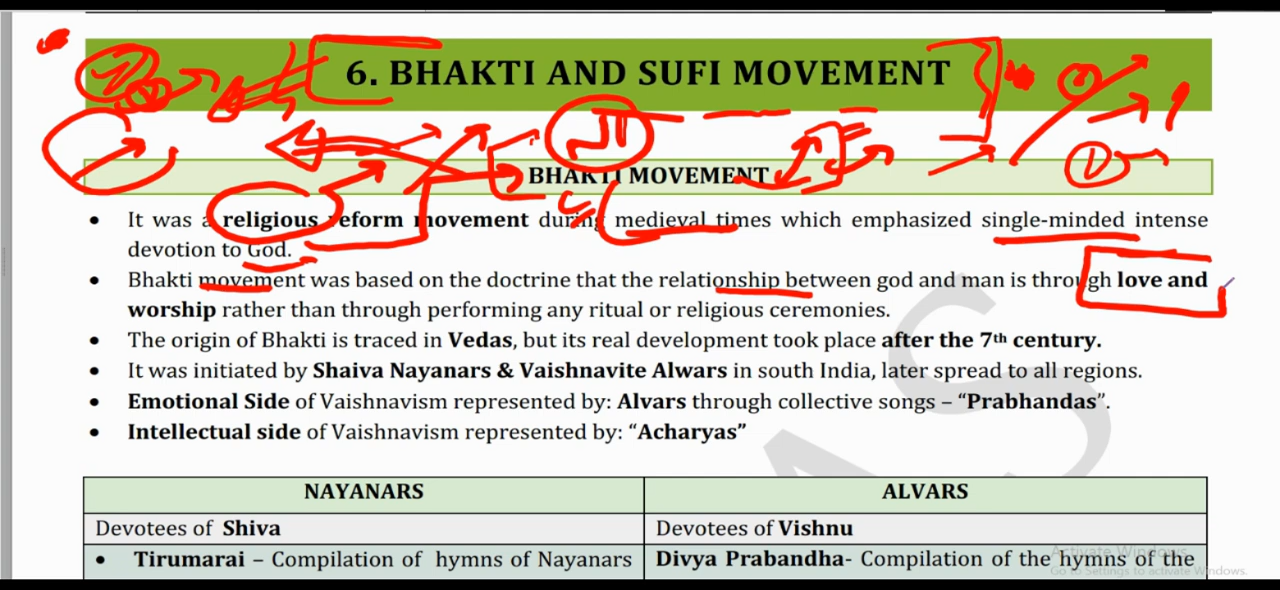 6. BHAKTI AND SUFI MOVEMENT
BHAKTI MOVEMENT
• It was a religious reform movement during medieval times which emphasized single-minded intense
devotion to God.
• Bhakti movement was based on the doctrine that the relationship between god and man is through love and
worship rather than through performing any ritual or religious ceremonies.
• The origin of Bhakti is traced in Vedas, but its real development took place after the 7th century.
• It was initiated by Shaiva Nayanars & Vaishnavite Alwars in south India, later spread to all regions.
• Emotional Side of Vaishnavism represented by: Alvars through collective songs – “Prabhandas”.
• Intellectual side of Vaishnavism represented by: “Acharyas”
NAYANARS ALVARS
Devotees of Shiva Devotees of Vishnu
• Tirumarai – Compilation of hymns of Nayanars Divya Prabandha- Compilation of the hymns of the
Activate Windows
Go to Settings to activate Windows.